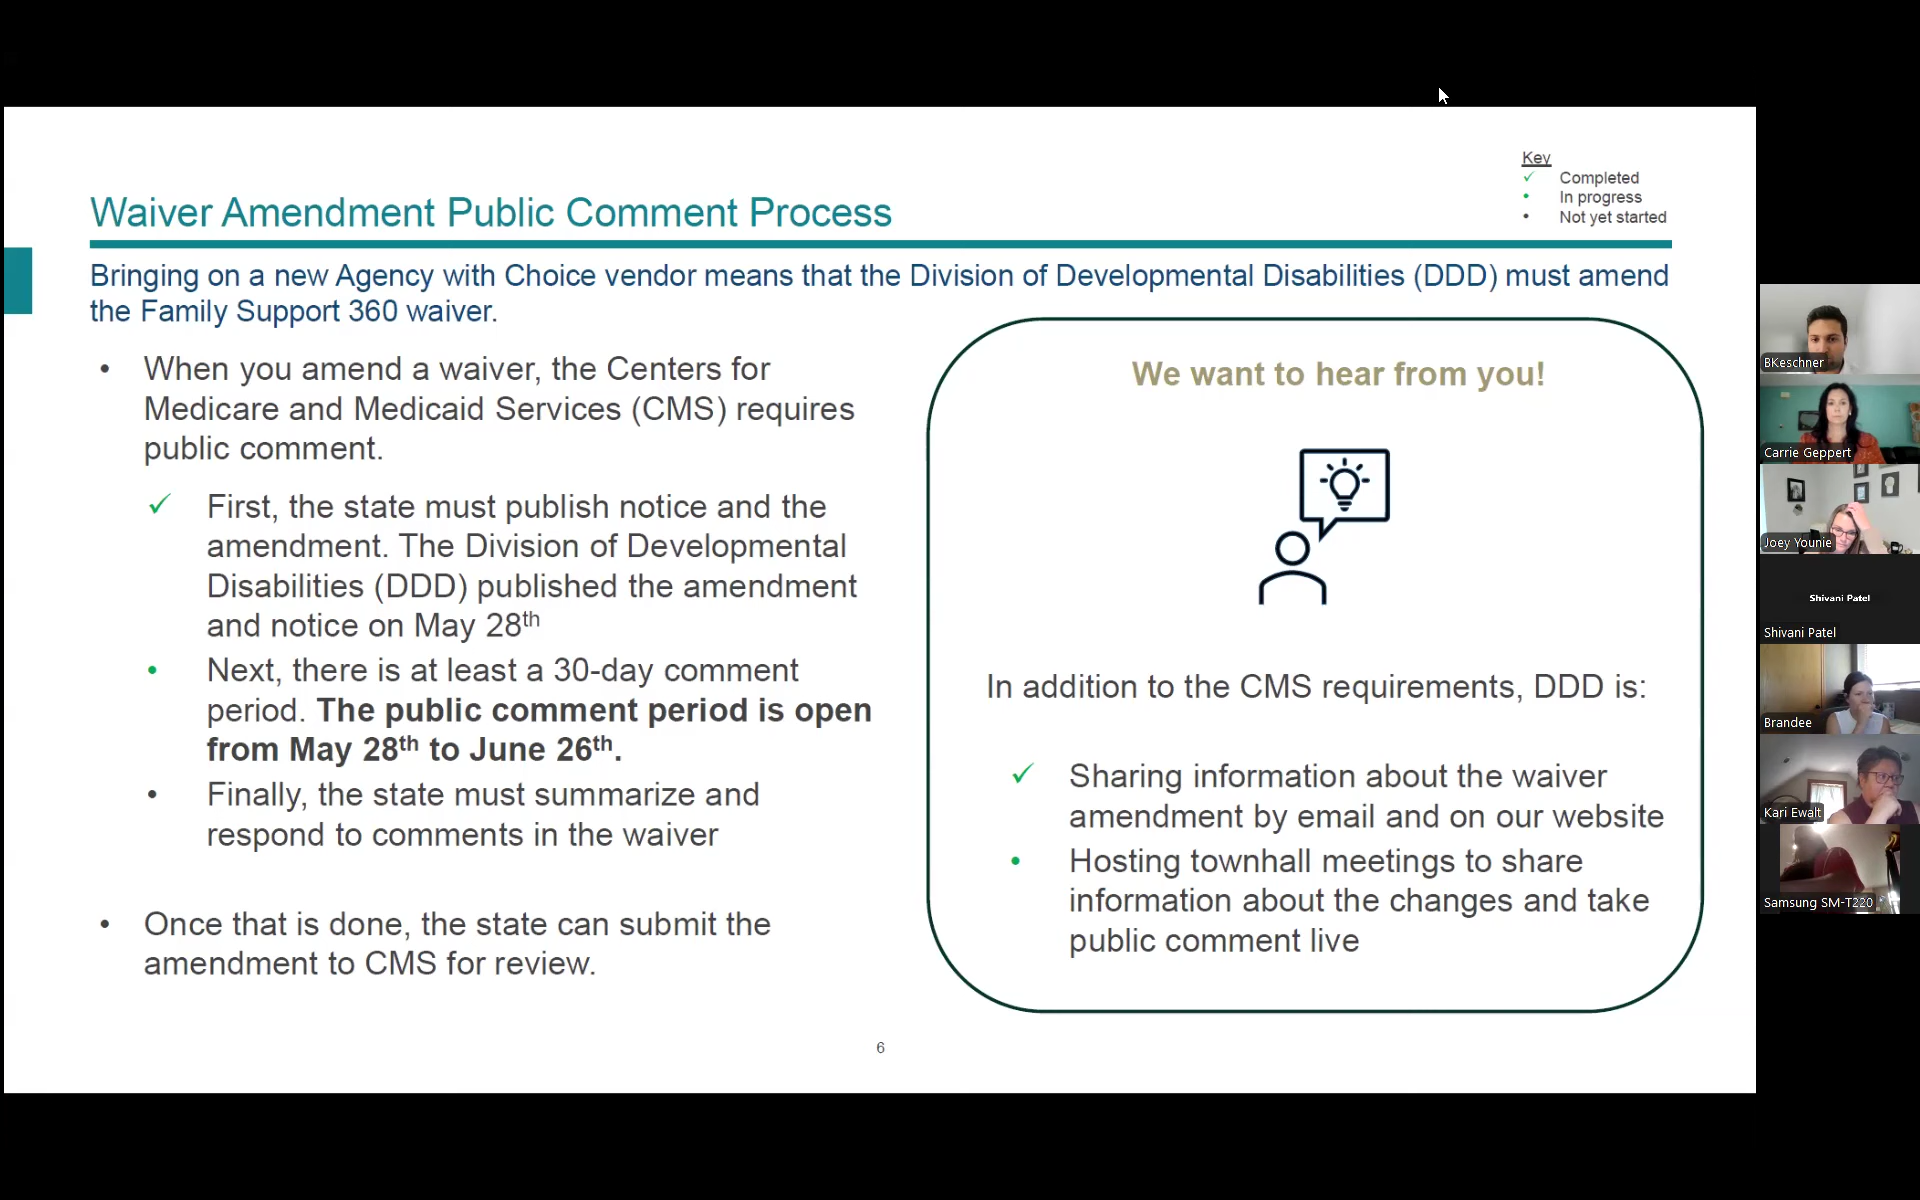 Key
✓ Completed
• In progress
• Not yet started
Waiver Amendment Public Comment Process
Bringing on a new Agency with Choice vendor means that the Division of Developmental Disabilities (DDD) must amend
the Family Support 360 waiver.
• When you amend a waiver, the Centers for
Medicare and Medicaid Services (CMS) requires
public comment.
✓ First, the state must publish notice and the
amendment. The Division of Developmental
Disabilities (DDD) published the amendment
and notice on May 28th
• Next, there is at least a 30-day comment
period. The public comment period is open
from May 28th to June 26th.
• Finally, the state must summarize and
respond to comments in the waiver
• Once that is done, the state can submit the
amendment to CMS for review.
We want to hear from you!
In addition to the CMS requirements, DDD is:
✓ Sharing information about the waiver
amendment by email and on our website
• Hosting townhall meetings to share
information about the changes and take
public comment live
6
BKeschner
Carrie Geppert
Joey Younie
Shivani Patel
Shivani Patel
Brandee
Kari Ewalt
Samsung SM-T220